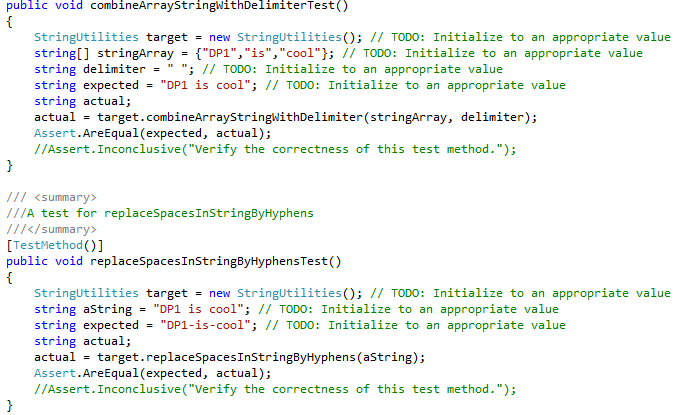 public void combineArrayStringWithDelimiterTest()
{
    StringUtilities target = new StringUtilities(); // TODO: Initialize to an appropriate value
    string[] stringArray = {"DP1","is","cool"}; // TODO: Initialize to an appropriate value
    string delimiter = " "; // TODO: Initialize to an appropriate value
    string expected = "DP1 is cool"; // TODO: Initialize to an appropriate value
    string actual;
    actual = target.combineArrayStringWithDelimiter(stringArray, delimiter);
    Assert.AreEqual(expected, actual);
    //Assert.Inconclusive("Verify the correctness of this test method.");
}

/// <summary>
///A test for replaceSpacesInStringByHyphens
///</summary>
[TestMethod()]
public void replaceSpacesInStringByHyphensTest()
{
    StringUtilities target = new StringUtilities(); // TODO: Initialize to an appropriate value
    string aString = "DP1 is cool"; // TODO: Initialize to an appropriate value
    string expected = "DP1-is-cool"; // TODO: Initialize to an appropriate value
    string actual;
    actual = target.replaceSpacesInStringByHyphens(aString);
    Assert.AreEqual(expected, actual);
    //Assert.Inconclusive("Verify the correctness of this test method.");
}